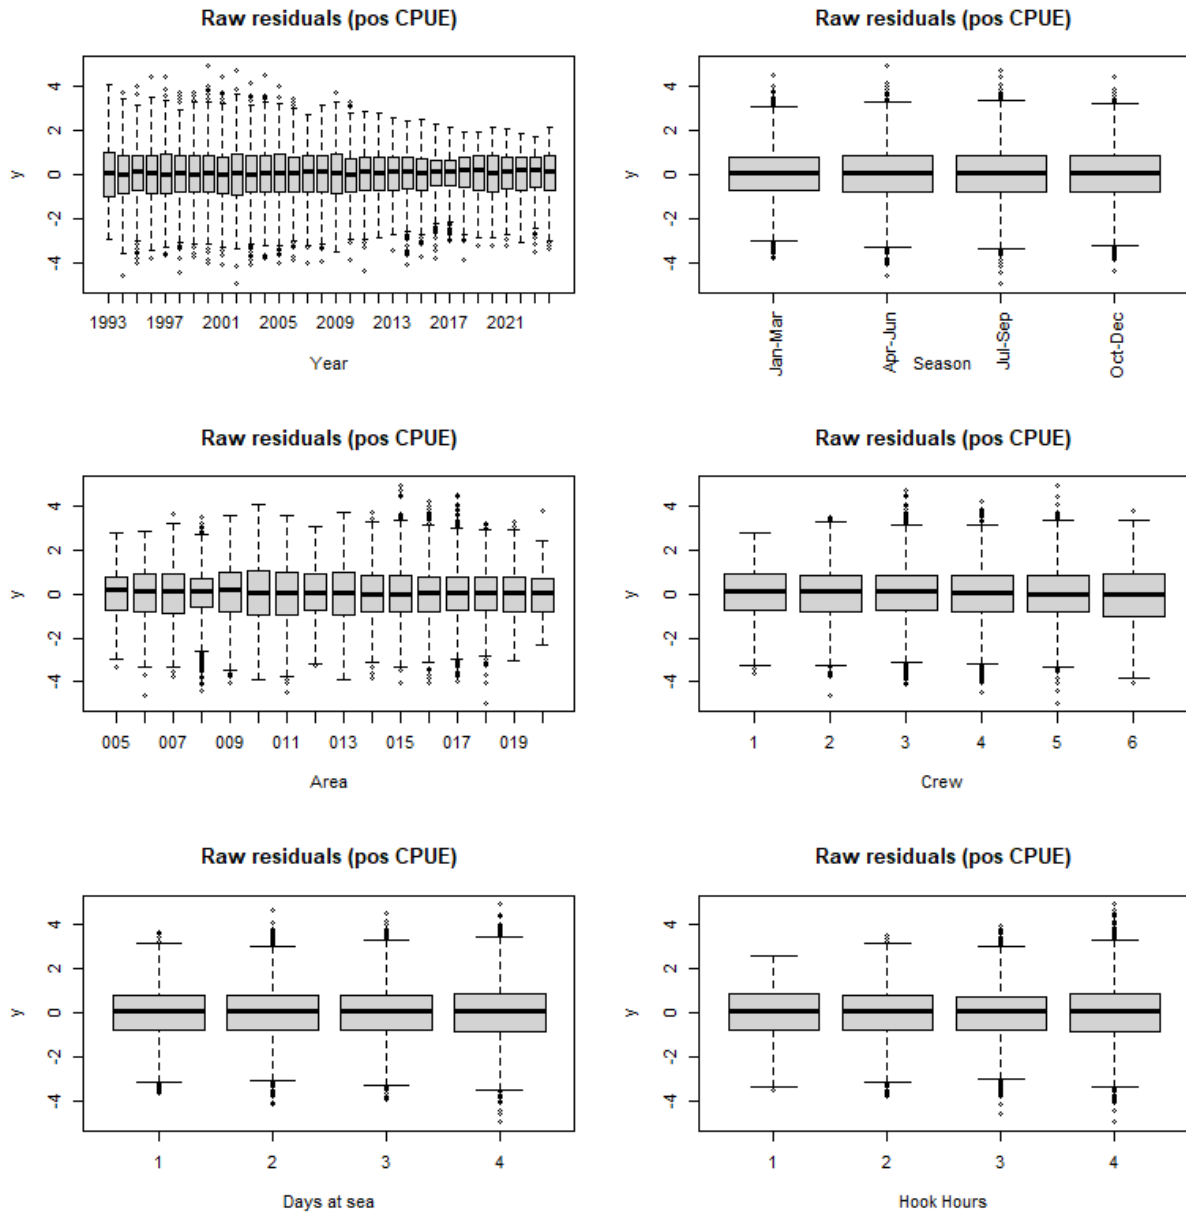 Raw residuals (pos CPUE)
y
4
2
0
-2
-4
1993 1997 2001 2005 2009 2013 2017 2021
Year
Raw residuals (pos CPUE)
y
4
2
0
-2
-4
Jan-Mar Apr-Jun Jul-Sep Oct-Dec
Season
Raw residuals (pos CPUE)
y
4
2
0
-2
-4
005 007 009 011 013 015 017 019
Area
Raw residuals (pos CPUE)
y
4
2
0
-2
-4
1 2 3 4 5 6
Crew
Raw residuals (pos CPUE)
y
4
2
0
-2
-4
1 2 3 4
Days at sea
Raw residuals (pos CPUE)
y
4
2
0
-2
-4
1 2 3 4
Hook Hours